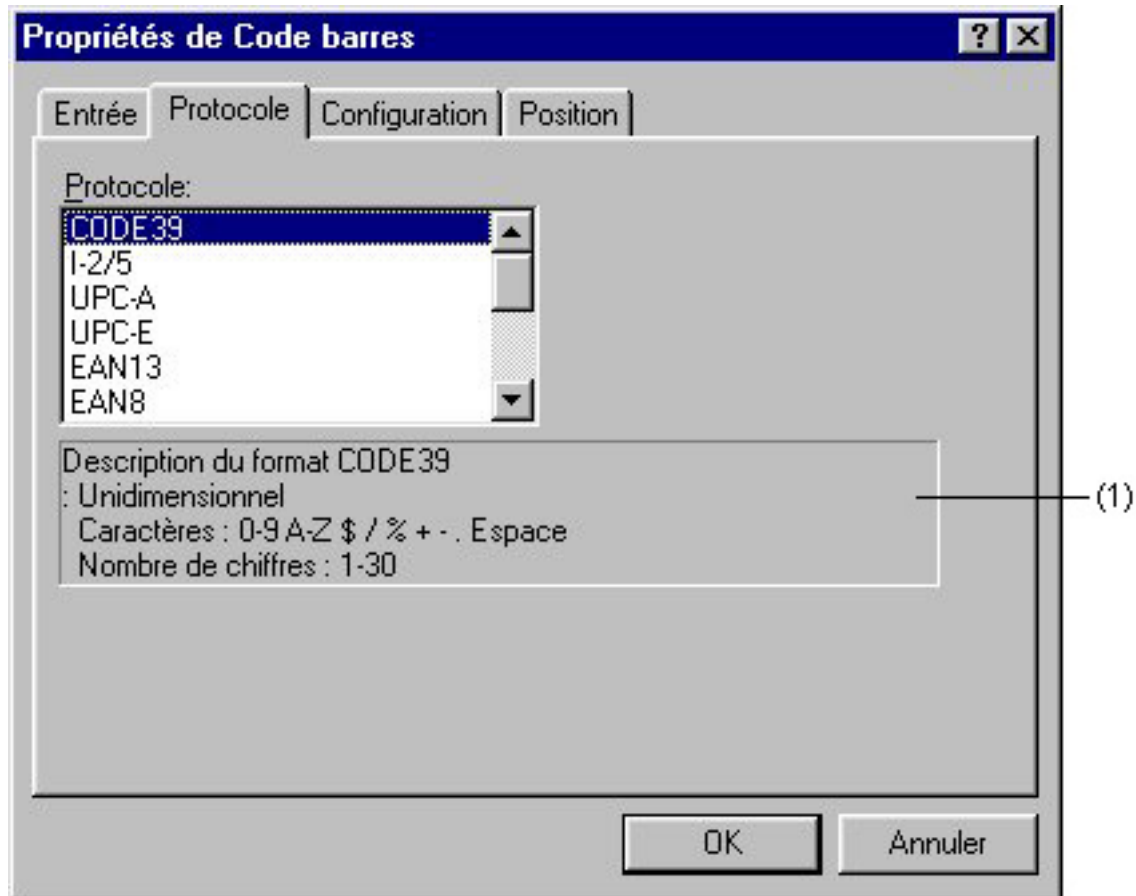 Propriétés de Code barres
? X
Entrée Protocole Configuration Position
Protocole:
CODE39
I-2/5
UPC-A
UPC-E
EAN13
EAN8
Description du format CODE39
: Unidimensionnel
Caractères : 0-9 A-Z $ / % + - . Espace
Nombre de chiffres : 1-30
(1)
OK Annuler